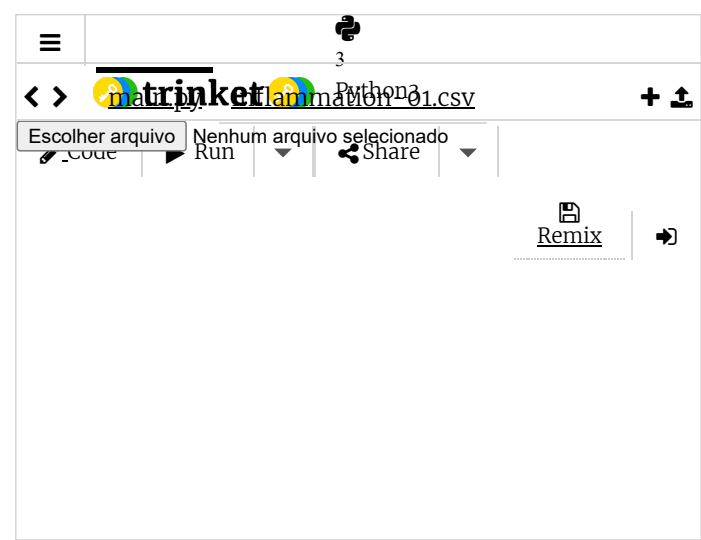 3
trinket
Python3
main.py inflammation-01.csv
Escolher arquivo Nenhum arquivo selecionado
Code Run Share
Remix